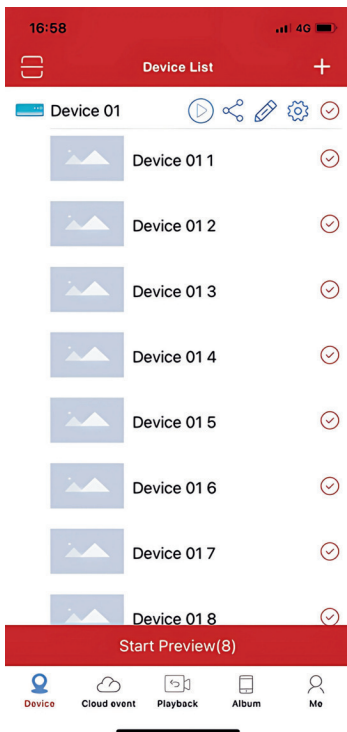 16:58
4G
Device List
Device 01
Device 01 1
Device 01 2
Device 01 3
Device 01 4
Device 01 5
Device 01 6
Device 01 7
Device 01 8
Start Preview(8)
Device Cloud event Playback Album Me